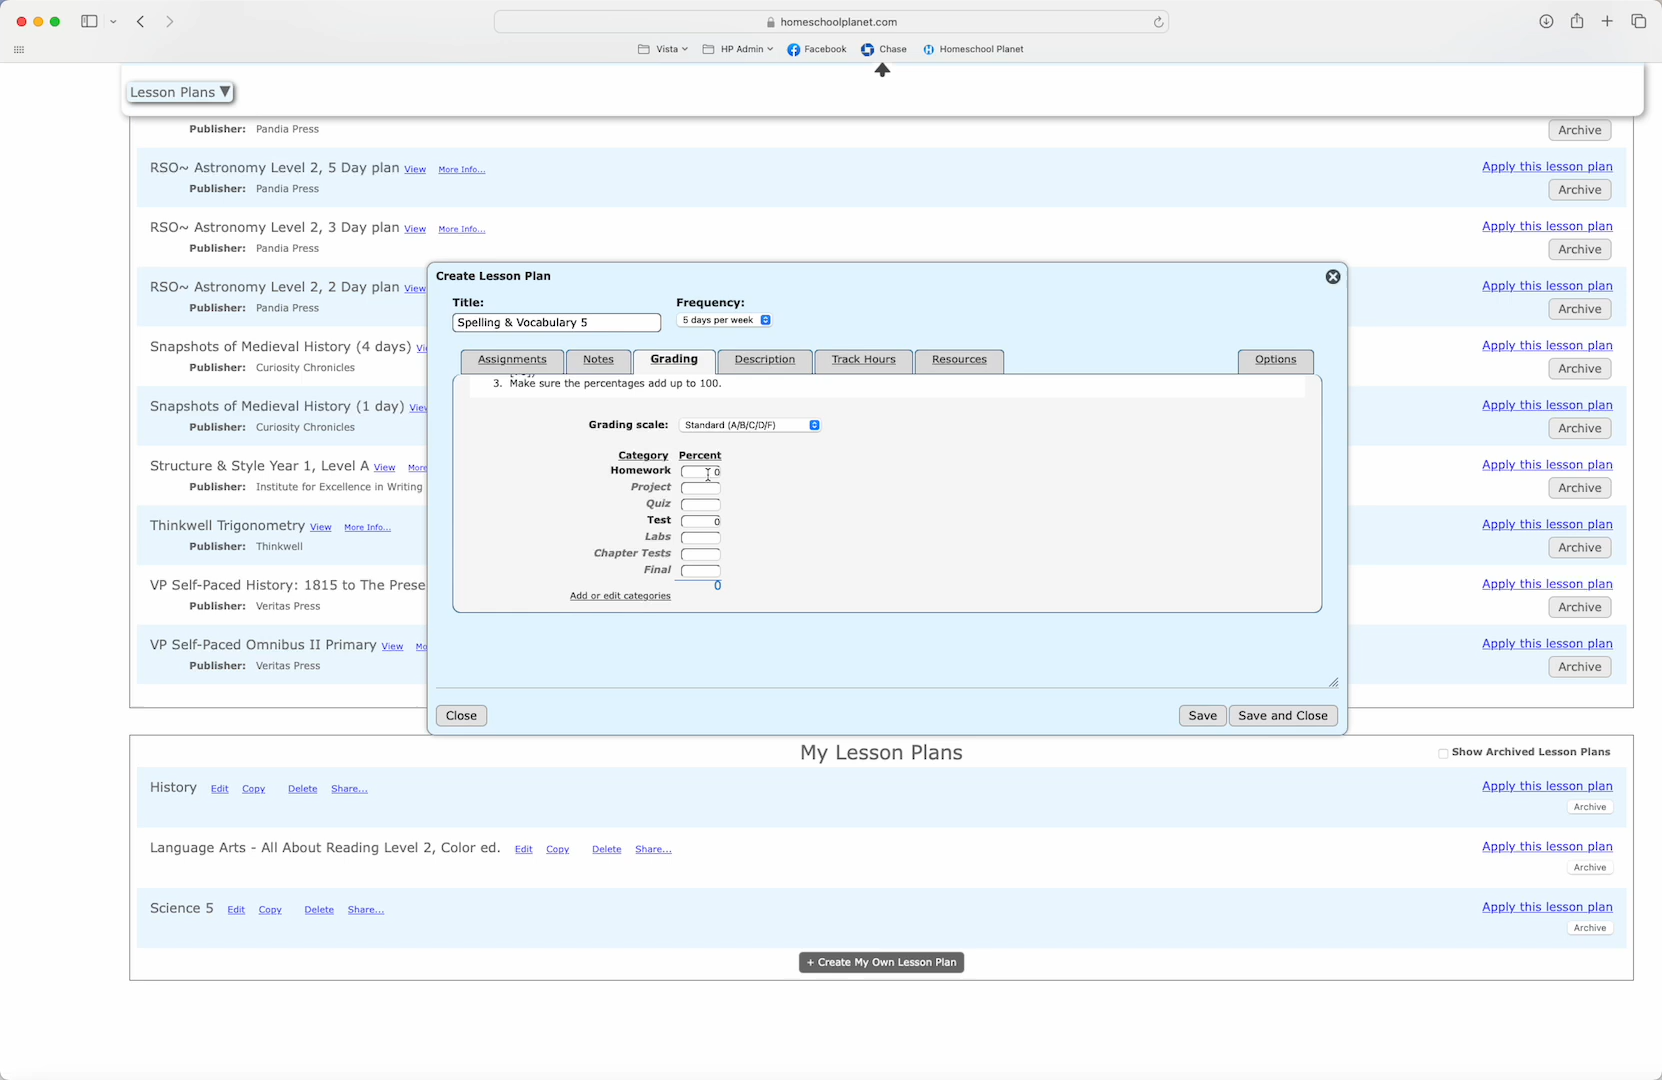 homeschoolplanet.com
Vista
HP Admin
Facebook
Chase
Homeschool Planet
Lesson Plans ▼
Publisher: Pandia Press
Archive
RSO~ Astronomy Level 2, 5 Day plan View More Info...
Apply this lesson plan
Publisher: Pandia Press
Archive
RSO~ Astronomy Level 2, 3 Day plan View More Info...
Apply this lesson plan
Publisher: Pandia Press
Archive
RSO~ Astronomy Level 2, 2 Day plan View
Apply this lesson plan
Publisher: Pandia Press
Archive
Snapshots of Medieval History (4 days)
Apply this lesson plan
Publisher: Curiosity Chronicles
Archive
Snapshots of Medieval History (1 day) View
Apply this lesson plan
Publisher: Curiosity Chronicles
Archive
Structure & Style Year 1, Level A View More
Apply this lesson plan
Publisher: Institute for Excellence in Writing
Archive
Thinkwell Trigonometry View More Info...
Apply this lesson plan
Publisher: Thinkwell
Archive
VP Self-Paced History: 1815 to The Prese
Apply this lesson plan
Publisher: Veritas Press
Archive
VP Self-Paced Omnibus II Primary View Mo
Apply this lesson plan
Publisher: Veritas Press
Archive
Create Lesson Plan
Title:
Frequency:
Spelling & Vocabulary 5
5 days per week
Assignments
Notes
Grading
Description
Track Hours
Resources
Options
3. Make sure the percentages add up to 100.
Grading scale: Standard (A/B/C/D/F)
Category Percent
Homework 0
Project
Quiz
Test 0
Labs
Chapter Tests
Final
0
Add or edit categories
Close
Save
Save and Close
My Lesson Plans
Show Archived Lesson Plans
History Edit Copy Delete Share...
Apply this lesson plan
Archive
Language Arts - All About Reading Level 2, Color ed. Edit Copy Delete Share...
Apply this lesson plan
Archive
Science 5 Edit Copy Delete Share...
Apply this lesson plan
Archive
+ Create My Own Lesson Plan